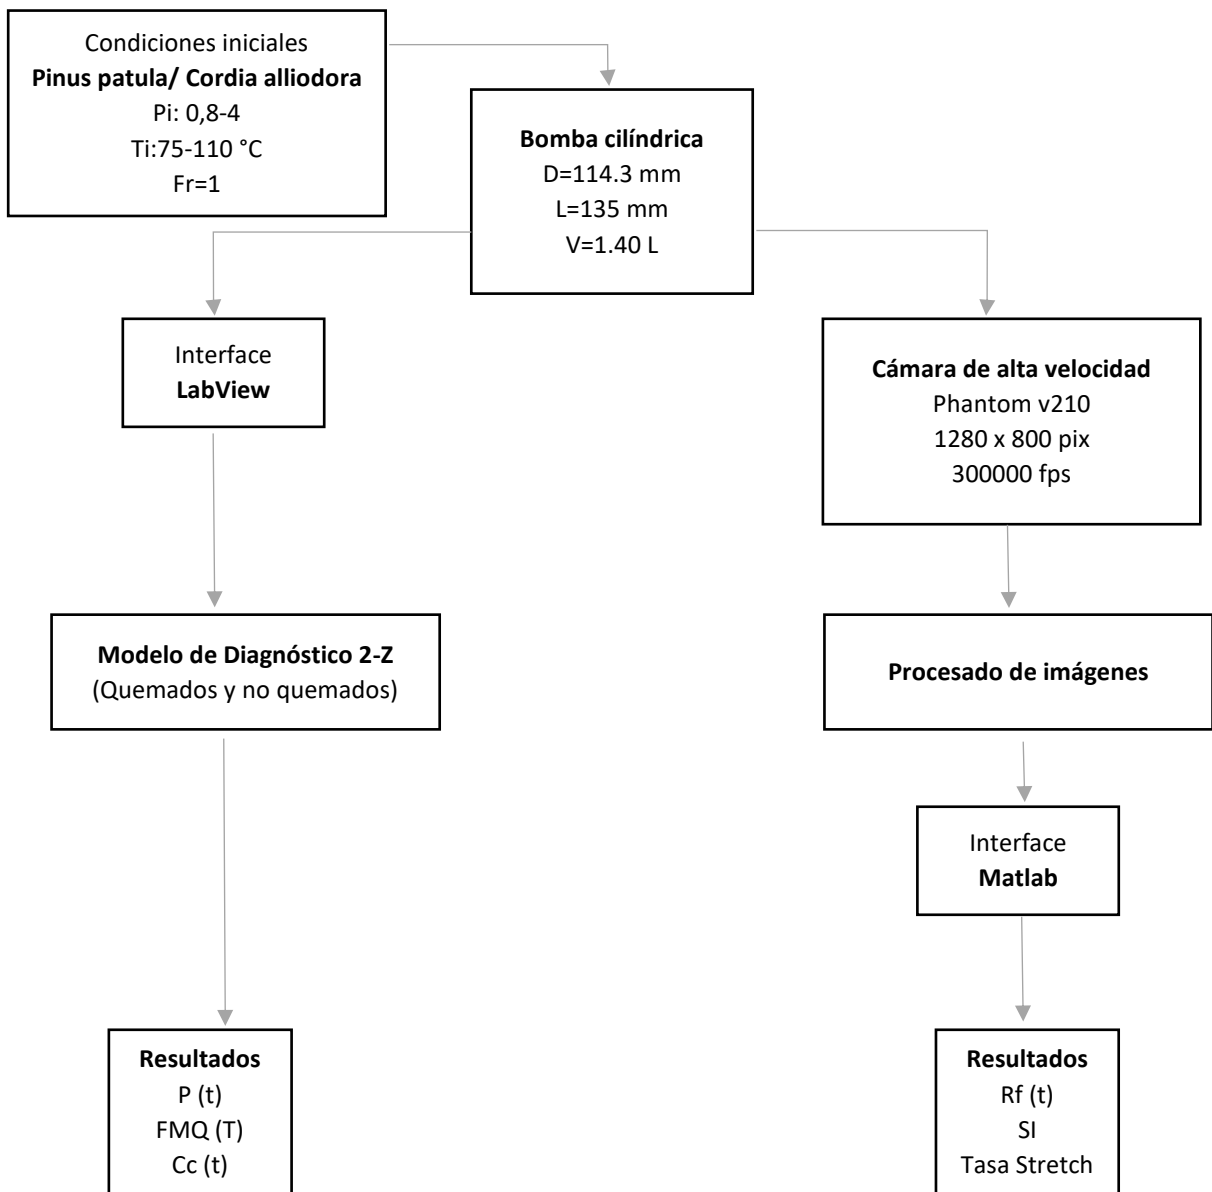 Condiciones iniciales
Pinus patula/ Cordia alliodora
Pi: 0,8-4
Ti:75-110 °C
Fr=1
Bomba cilíndrica
D=114.3 mm
L=135 mm
V=1.40 L
Interface
LabView
Cámara de alta velocidad
Phantom v210
1280 x 800 pix
300000 fps
Modelo de Diagnóstico 2-Z
(Quemados y no quemados)
Procesado de imágenes
Interface
Matlab
Resultados
P (t)
FMQ (T)
Cc (t)
Resultados
Rf (t)
SI
Tasa Stretch